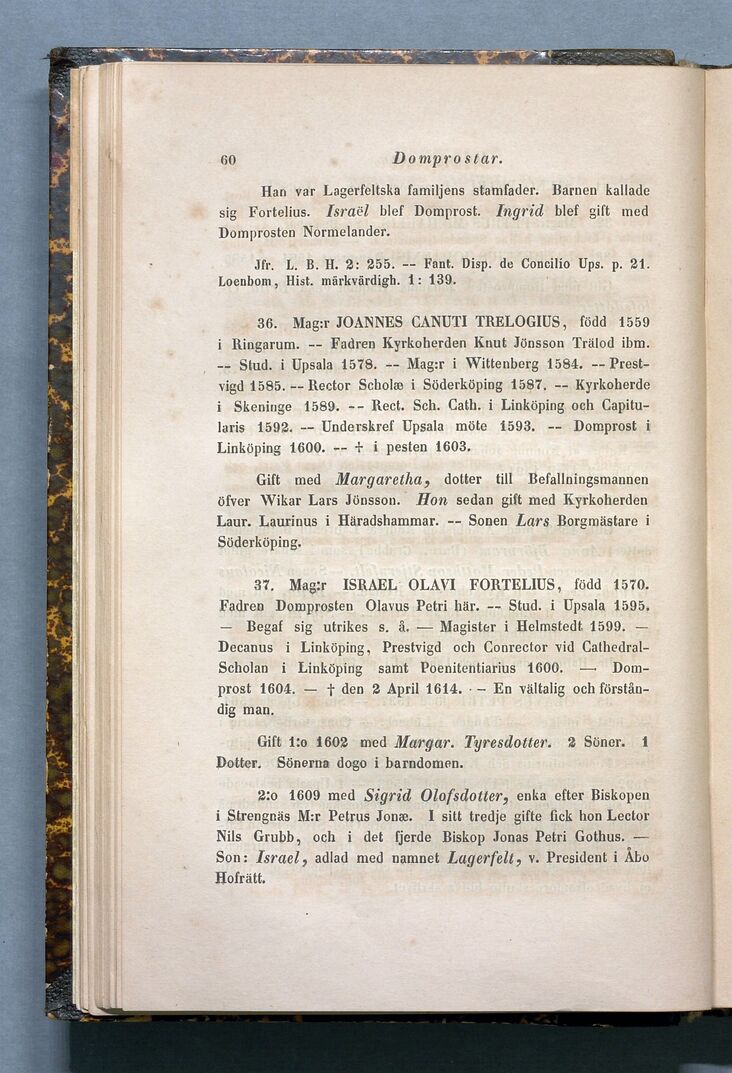 60 Domprostar.
Han var Lagerfeltska familjens stamfader. Barnen kallade
sig Fortelius. Israël blef Domprost. Ingrid blef gift med
Domprosten Normelander.
Jfr. L. B. H. 2: 255. -- Fant. Disp. de Concilio Ups. p. 21.
Loenbom, Hist. märkvärdigh. 1: 139.
36. Mag:r JOANNES CANUTI TRELOGIUS, född 1559
i Ringarum. -- Fadren Kyrkoherden Knut Jönsson Trälod ibm.
-- Stud. i Upsala 1578. -- Mag:r i Wittenberg 1584. -- Prest-
vigd 1585. -- Rector Scholæ i Söderköping 1587. -- Kyrkoherde
i Skeninge 1589. -- Rect. Sch. Cath. i Linköping och Capitu-
laris 1592. -- Underskref Upsala möte 1593. -- Domprost i
Linköping 1600. -- † i pesten 1603.
Gift med Margaretha, dotter till Befallningsmannen
öfver Wikar Lars Jönsson. Hon sedan gift med Kyrkoherden
Laur. Laurinus i Häradshammar. -- Sonen Lars Borgmästare i
Söderköping.
37. Mag:r ISRAEL OLAVI FORTELIUS, född 1570.
Fadren Domprosten Olavus Petri här. -- Stud. i Upsala 1595.
— Begaf sig utrikes s. å. — Magister i Helmstedt 1599. —
Decanus i Linköping, Prestvigd och Conrector vid Cathedral-
Scholan i Linköping samt Poenitentiarius 1600. — Dom-
prost 1604. — † den 2 April 1614. -- En vältalig och förstån-
dig man.
Gift 1:o 1602 med Margar. Tyresdotter. 2 Söner. 1
Dotter. Sönerna dogo i barndomen.
2:o 1609 med Sigrid Olofsdotter, enka efter Biskopen
i Strengnäs M:r Petrus Jonæ. I sitt tredje gifte fick hon Lector
Nils Grubb, och i det fjerde Biskop Jonas Petri Gothus. —
Son: Israel, adlad med namnet Lagerfelt, v. President i Åbo
Hofrätt.